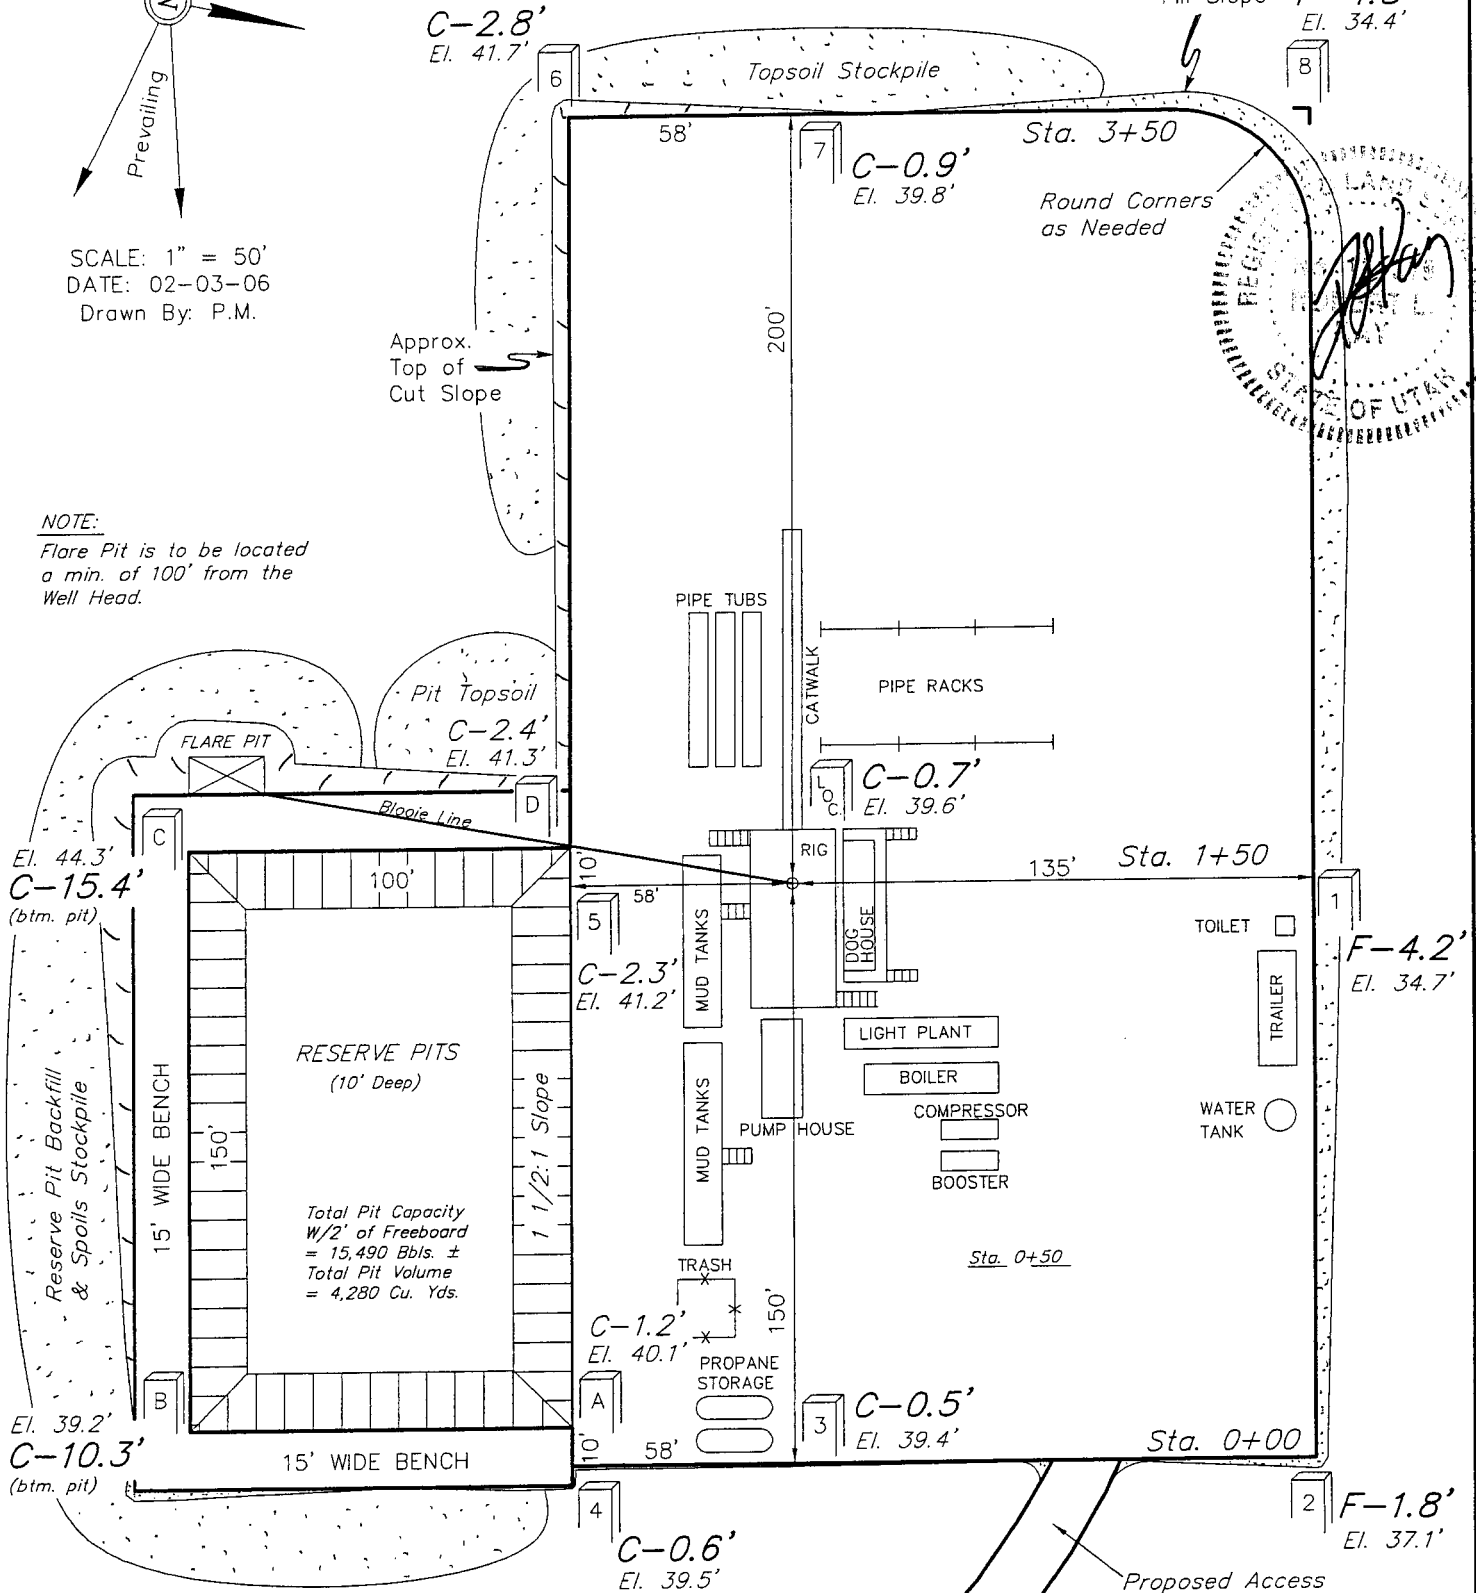 C-2.8'
El. 41.7'
El. 34.4'
6
Topsoil Stockpile
8
Prevailing
58'
Sta. 3+50
7
C-0.9'
El. 39.8'
Round Corners
as Needed
SCALE: 1" = 50'
DATE: 02-03-06
Drawn By: P.M.
STATE OF UTAH
200'
Approx.
Top of
Cut Slope
NOTE:
Flare Pit is to be located
a min. of 100' from the
Well Head.
PIPE TUBS
CATWALK
PIPE RACKS
Pit Topsoil
C-2.4'
El. 41.3'
FLARE PIT
D
Blooie Line
LOC.
C-0.7'
El. 39.6'
C
El. 44.3'
C-15.4'
(btm. pit)
RIG
100'
10'
58'
135'
Sta. 1+50
1
F-4.2'
El. 34.7'
5
C-2.3'
El. 41.2'
MUD TANKS
DOG
HOUSE
TOILET
TRAILER
RESERVE PITS
(10' Deep)
LIGHT PLANT
BOILER
COMPRESSOR
PUMP HOUSE
BOOSTER
WATER
TANK
MUD TANKS
Reserve Pit Backfill
& Spoils Stockpile
15' WIDE BENCH
150'
1 1/2:1 Slope
Total Pit Capacity
W/2' of Freeboard
= 15,490 Bbls. ±
Total Pit Volume
= 4,280 Cu. Yds.
Sta. 0+50
TRASH
150'
C-1.2'
El. 40.1'
PROPANE
STORAGE
B
A
El. 39.2'
C-10.3'
(btm. pit)
3
C-0.5'
El. 39.4'
Sta. 0+00
15' WIDE BENCH
10'
58'
4
C-0.6'
El. 39.5'
2
F-1.8'
El. 37.1'
Proposed Access